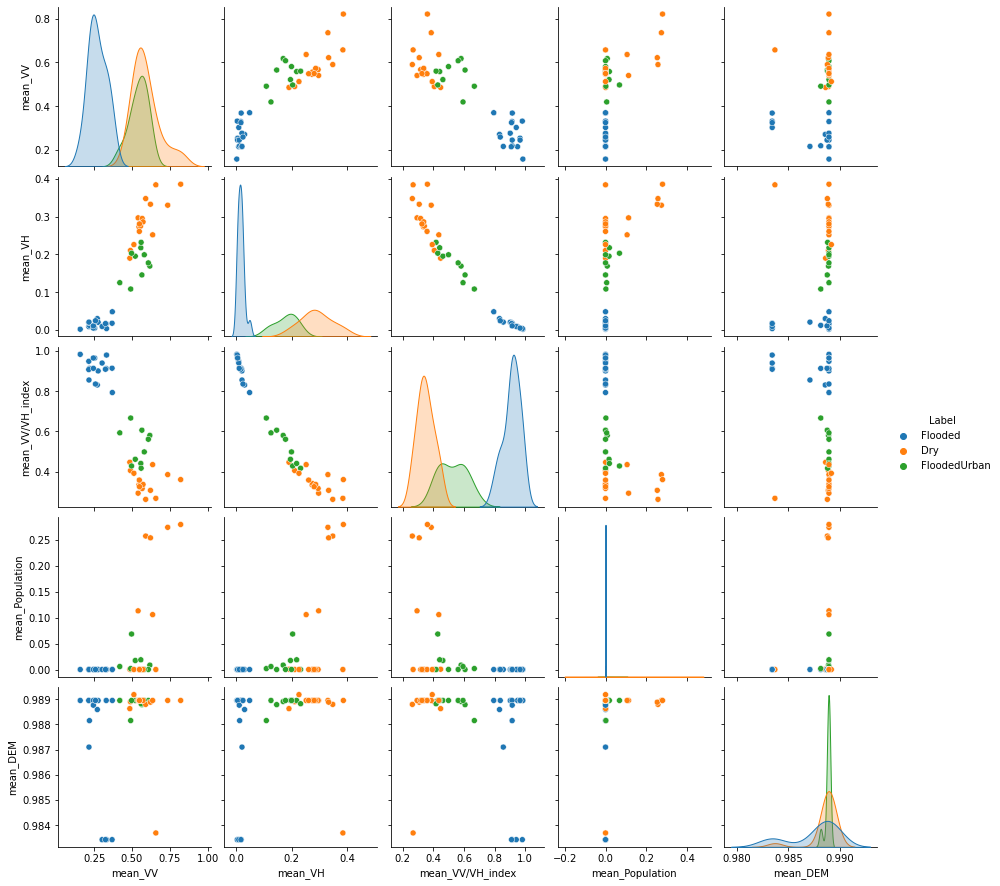 0.8
0.6
0.4
0.2
mean_VV
0.4
0.3
0.2
0.1
0.0
mean_VH
1.0
0.8
0.6
0.4
mean_VV/VH_index
Label
Flooded
Dry
FloodedUrban
0.25
0.20
0.15
0.10
0.05
0.00
mean_Population
0.989
0.988
0.987
0.986
0.985
0.984
mean_DEM
0.25 0.50 0.75 1.00 0.0 0.2 0.4 0.2 0.4 0.6 0.8 1.0 −0.2 0.0 0.2 0.4 0.980 0.985 0.990
mean_VV mean_VH mean_VV/VH_index mean_Population mean_DEM